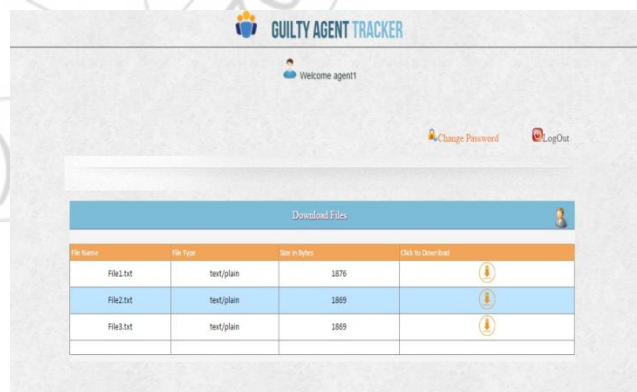 GUILTY AGENT TRACKER
Welcome agent1
Change Password LogOut
Download Files
File Name File Type Size in Bytes Click to Download
File1.txt text/plain 1876
File2.txt text/plain 1869
File3.txt text/plain 1869